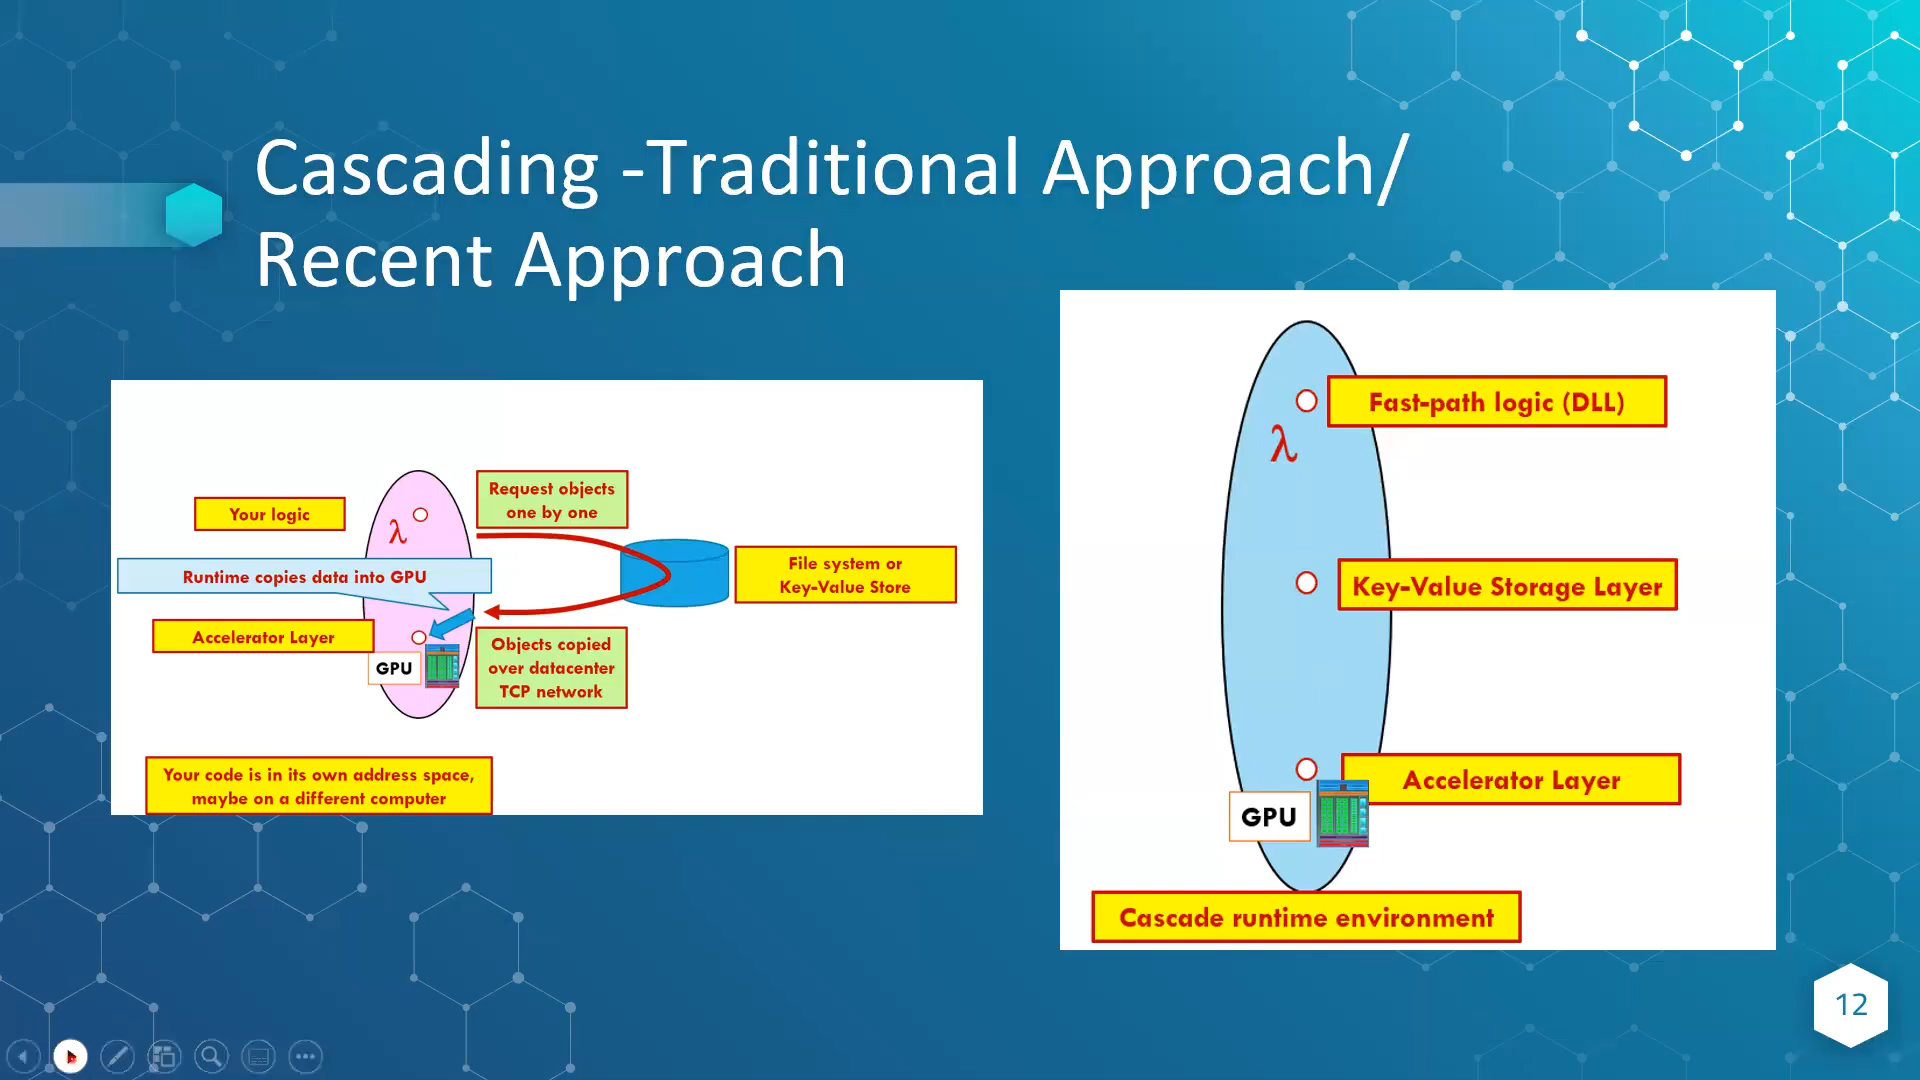 Cascading -Traditional Approach/
Recent Approach
Your logic
λ
Request objects
one by one
Runtime copies data into GPU
File system or
Key-Value Store
Accelerator Layer
GPU
Objects copied
over datacenter
TCP network
Your code is in its own address space,
maybe on a different computer
Fast-path logic (DLL)
λ
Key-Value Storage Layer
Accelerator Layer
GPU
Cascade runtime environment
12